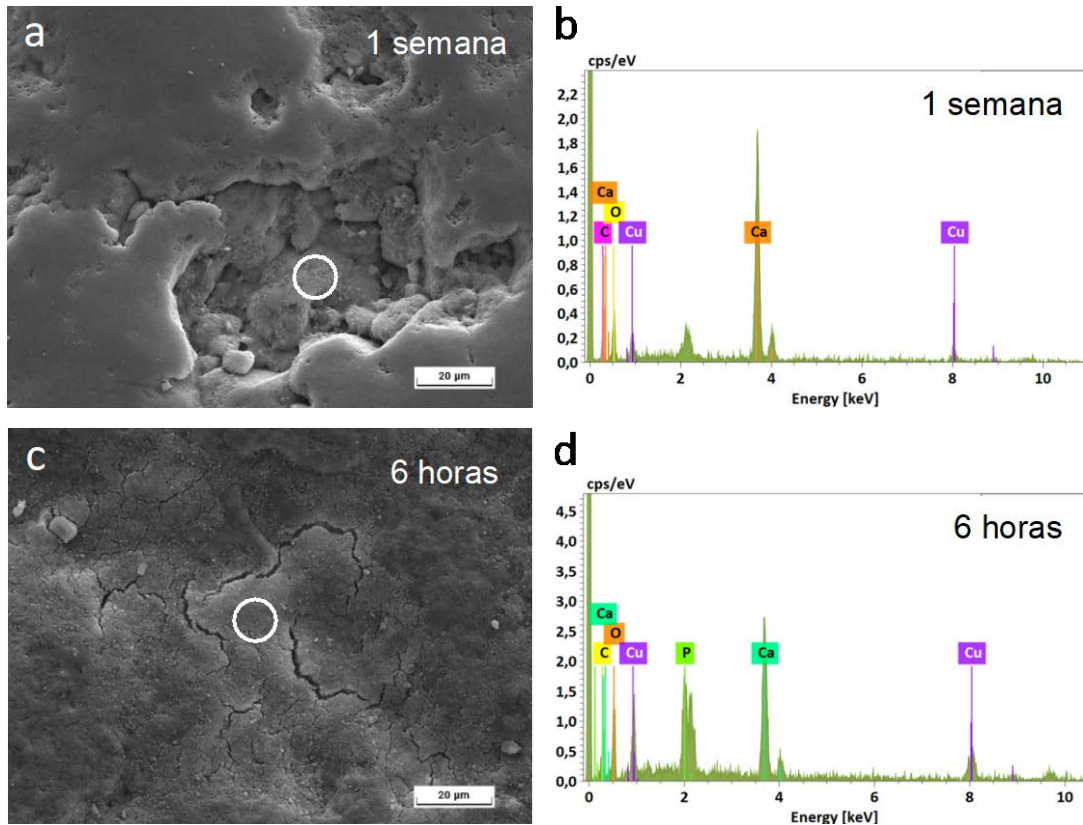 a
1 semana
20 µm
b
cps/eV
2,2
2,0
1,8
1,6
1,4
1,2
1,0
0,8
0,6
0,4
0,2
0,0
1 semana
Ca
O
C
Cu
Ca
Cu
0 2 4 6 8 10
Energy [keV]
c
6 horas
20 µm
d
cps/eV
4,5
4,0
3,5
3,0
2,5
2,0
1,5
1,0
0,5
0,0
6 horas
Ca
O
C
Cu
P
Ca
Cu
0 2 4 6 8 10
Energy [keV]